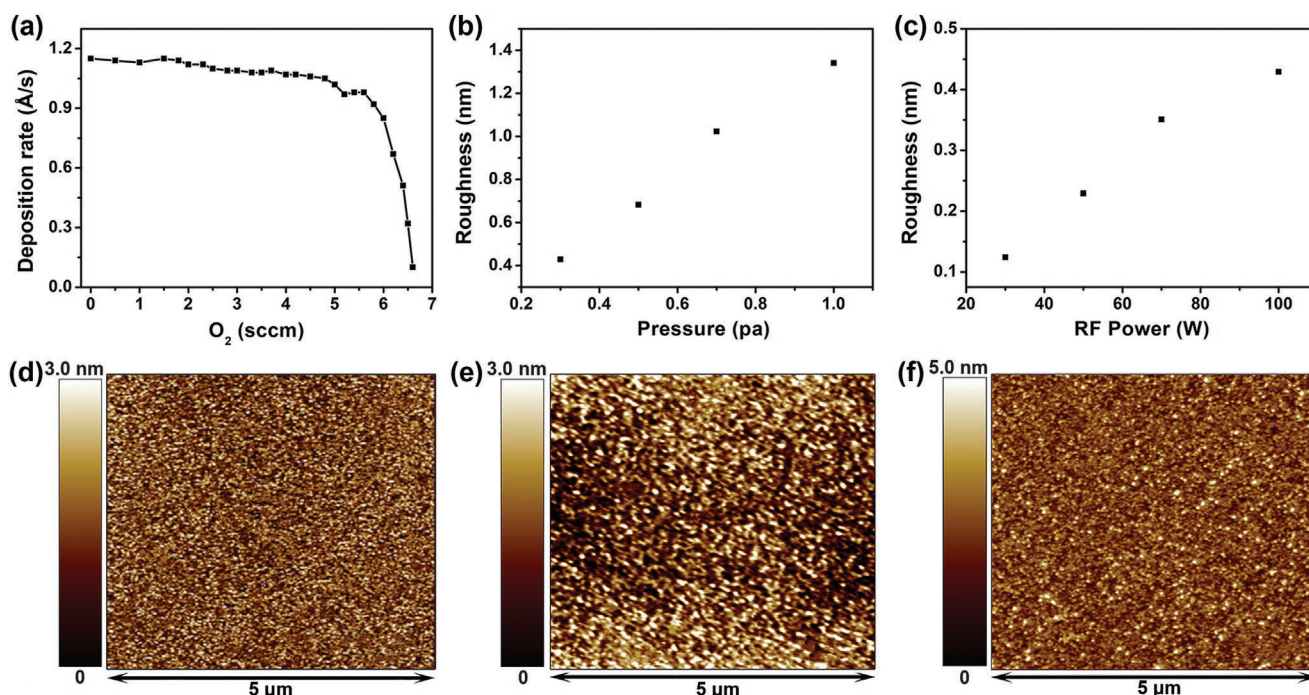 (a)
Deposition rate (Å/s)
1.2
0.9
0.6
0.3
0.0
0 1 2 3 4 5 6 7
O₂ (sccm)
(b)
Roughness (nm)
1.4
1.2
1.0
0.8
0.6
0.4
0.2 0.4 0.6 0.8 1.0
Pressure (pa)
(c)
Roughness (nm)
0.5
0.4
0.3
0.2
0.1
20 40 60 80 100
RF Power (W)
(d)
3.0 nm
0
5 μm
(e)
3.0 nm
0
5 μm
(f)
5.0 nm
0
5 μm